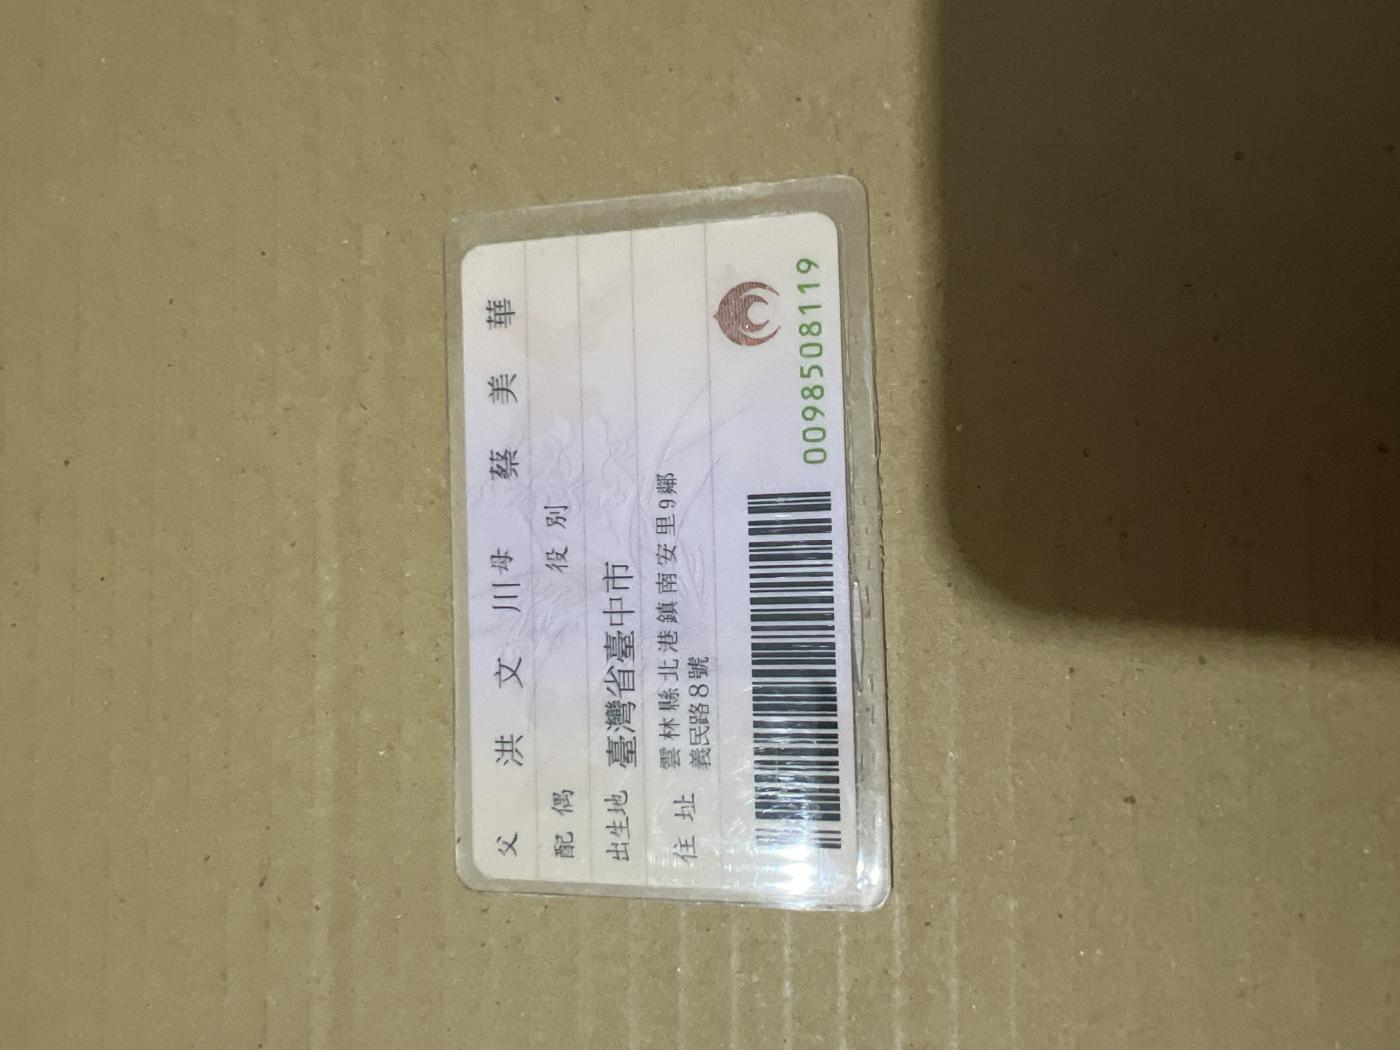 父 洪文川 母 蔡美華
配偶 役別
出生地 臺灣省臺中市
住址 雲林縣北港鎮南安里9鄰
義民路8號
0098508119